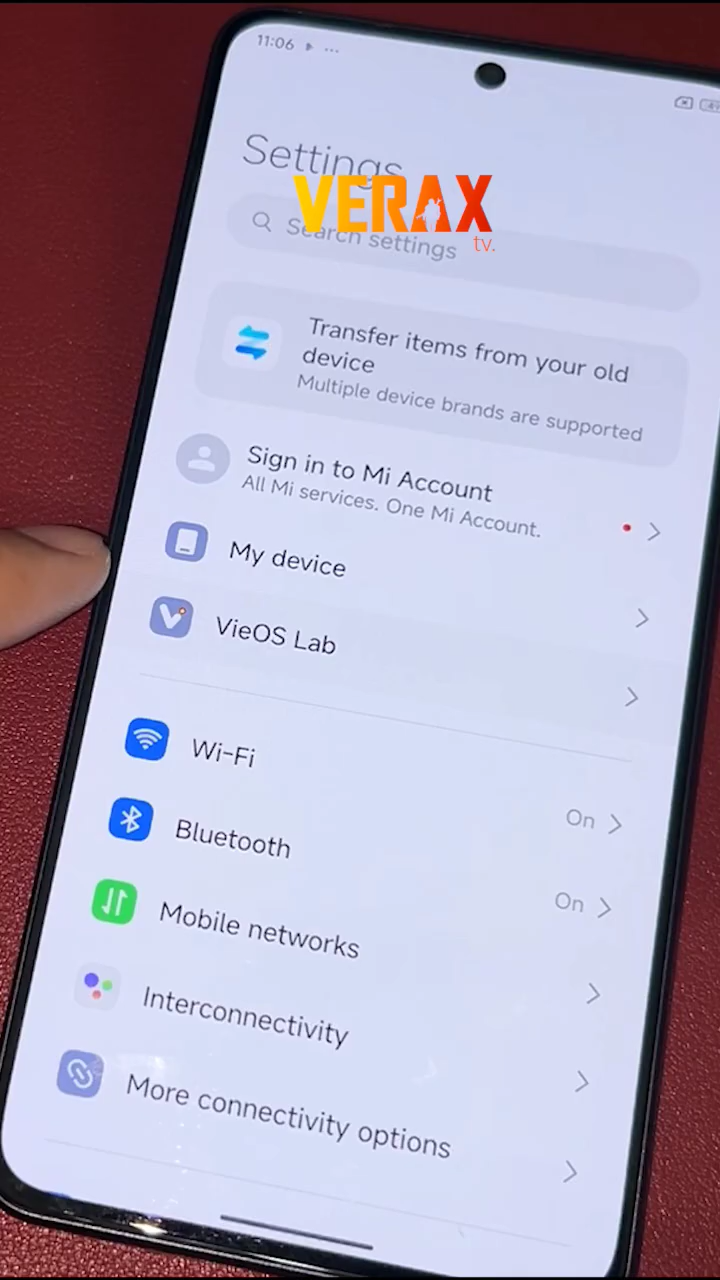 11:06
Settings
VERAX
tv.
Search settings
Transfer items from your old
device
Multiple device brands are supported
Sign in to Mi Account
All Mi services. One Mi Account.
My device
VieOS Lab
Wi-Fi
On
Bluetooth
On
Mobile networks
Interconnectivity
More connectivity options